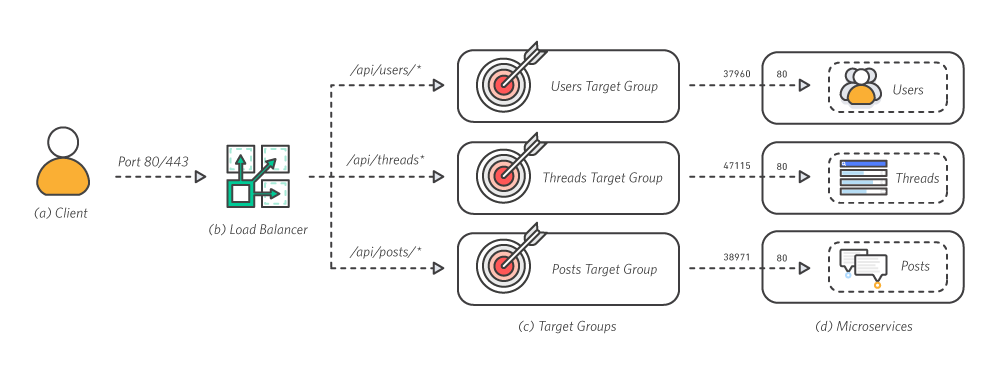 /api/users/*
Users Target Group
37960
80
Users
Port 80/443
/api/threads*
Threads Target Group
47115
80
Threads
(a) Client
(b) Load Balancer
/api/posts/*
Posts Target Group
38971
80
Posts
(c) Target Groups
(d) Microservices